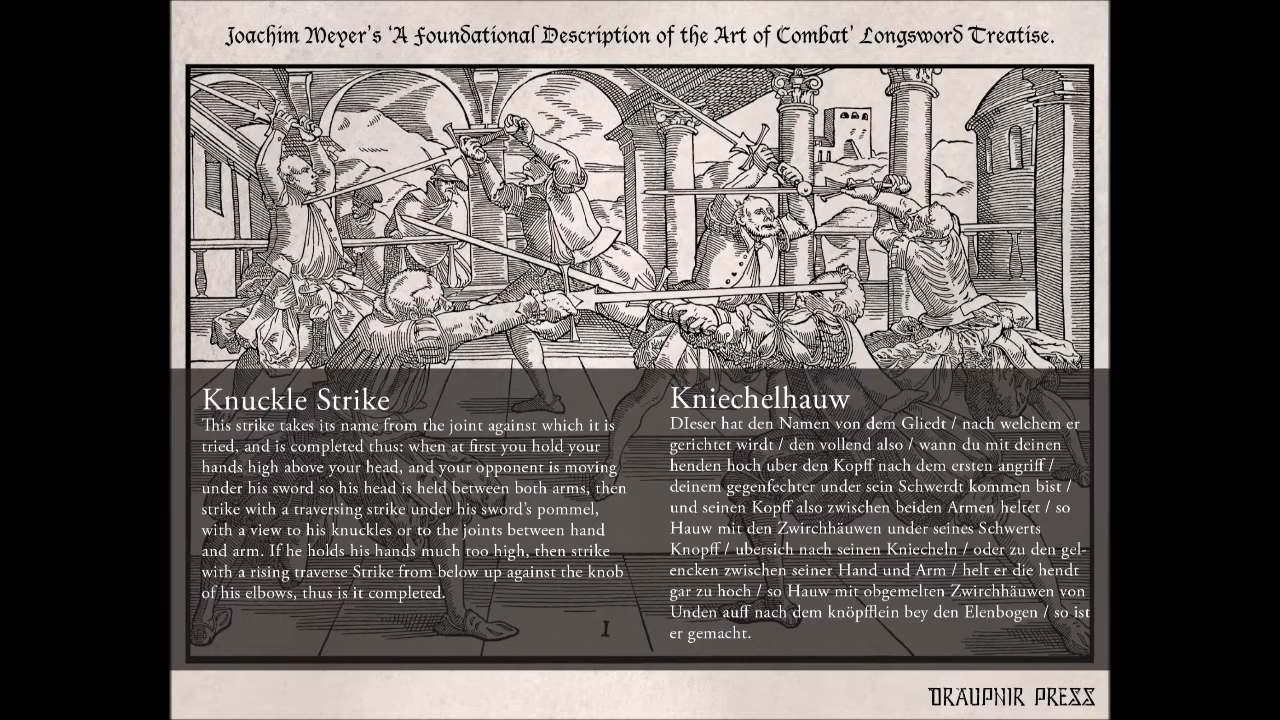 Joachim Meyer's 'A Foundational Description of the Art of Combat' Longsword Treatise.
Knuckle Strike
This strike takes its name from the joint against which it is
tried, and is completed thus: when at first you hold your
hands high above your head, and your opponent is moving
under his sword so his head is held between both arms, then
strike with a traversing strike under his sword's pommel,
with a view to his knuckles or to the joints between hand
and arm. If he holds his hands much too high, then strike
with a rising traverse Strike from below up against the knob
of his elbows, thus is it completed.
Kniechelhauw
DIeser hat den Namen von dem Gliedt / nach welchem er
gerichtet wirdt / den vollend also / wann du mit deinen
henden hoch uber den Kopff nach dem ersten angriff /
deinem gegenfechter under sein Schwerdt kommen bist /
und seinen Kopff also zwischen beiden Armen heltet / so
Hauw mit den Zwirchhäuwen under seines Schwerts
Knopff / ubersich nach seinen Kniecheln / oder zu den gel-
encken zwischen seiner Hand und Arm / helt er die hendt
gar zu hoch / so Hauw mit obgemelten Zwirchhäuwen von
Unden auff nach dem knöpfflein bey den Elenbogen / so ist
er gemacht.
I
DRAUPNIR PRESS